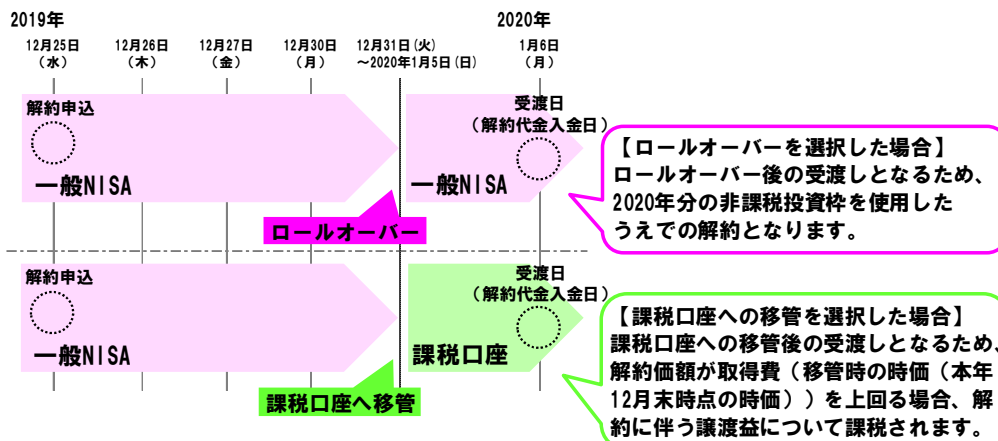 2019年
2020年
12月25日
（水）
12月26日
（木）
12月27日
（金）
12月30日
（月）
12月31日(火)
～2020年1月5日(日)
1月6日
（月）
解約申込
一般NISA
ロールオーバー
受渡日
（解約代金入金日）
一般NISA
【ロールオーバーを選択した場合】
ロールオーバー後の受渡しとなるため、
2020年分の非課税投資枠を使用した
うえでの解約となります。
解約申込
一般NISA
課税口座へ移管
受渡日
（解約代金入金日）
課税口座
【課税口座への移管を選択した場合】
課税口座への移管後の受渡しとなるため、
解約価額が取得費（移管時の時価（本年
12月末時点の時価））を上回る場合、解
約に伴う譲渡益について課税されます。